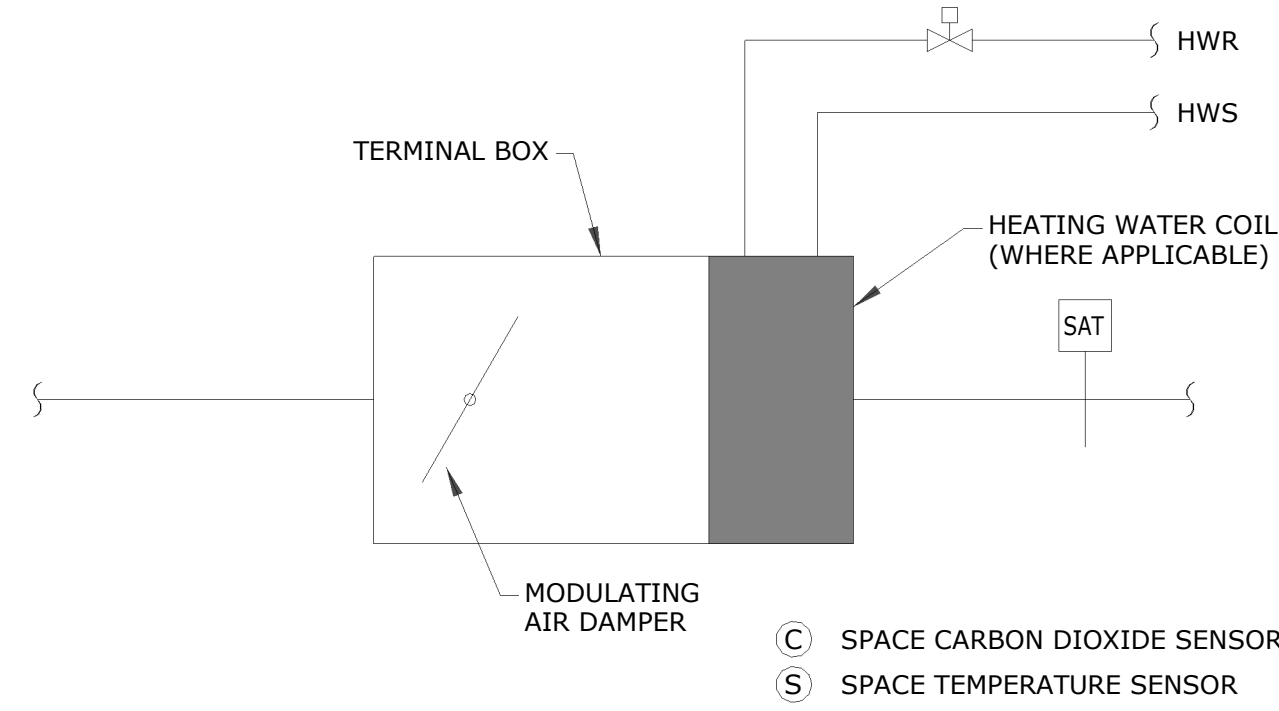 HWR
HWS
TERMINAL BOX
HEATING WATER COIL
(WHERE APPLICABLE)
SAT
MODULATING
AIR DAMPER
C SPACE CARBON DIOXIDE SENSOR
S SPACE TEMPERATURE SENSOR